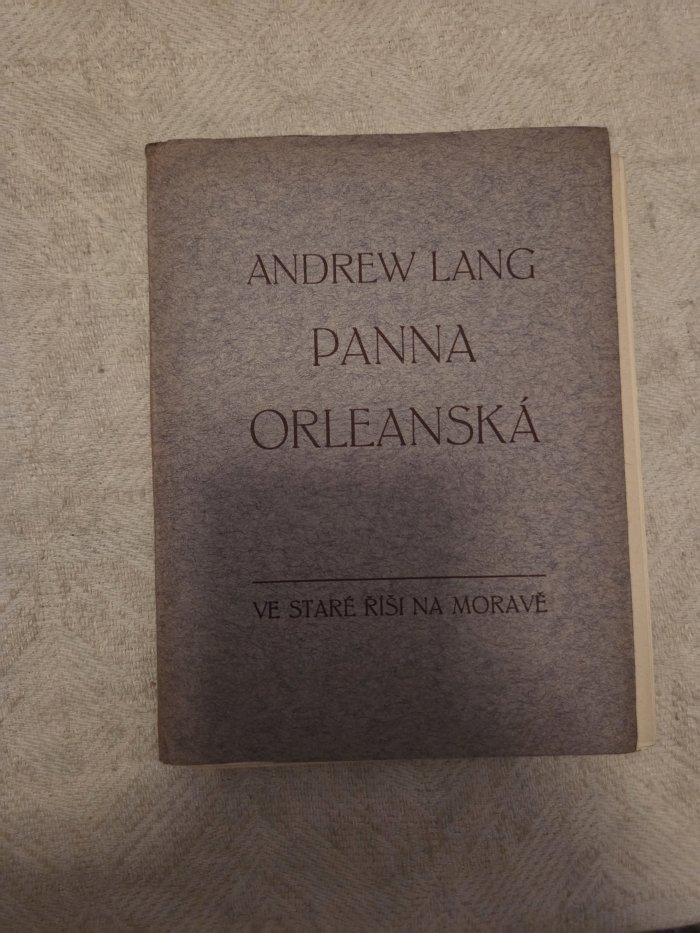 ANDREW LANG
PANNA
ORLEANSKÁ
VE STARÉ ŘÍŠI NA MORAVĚ